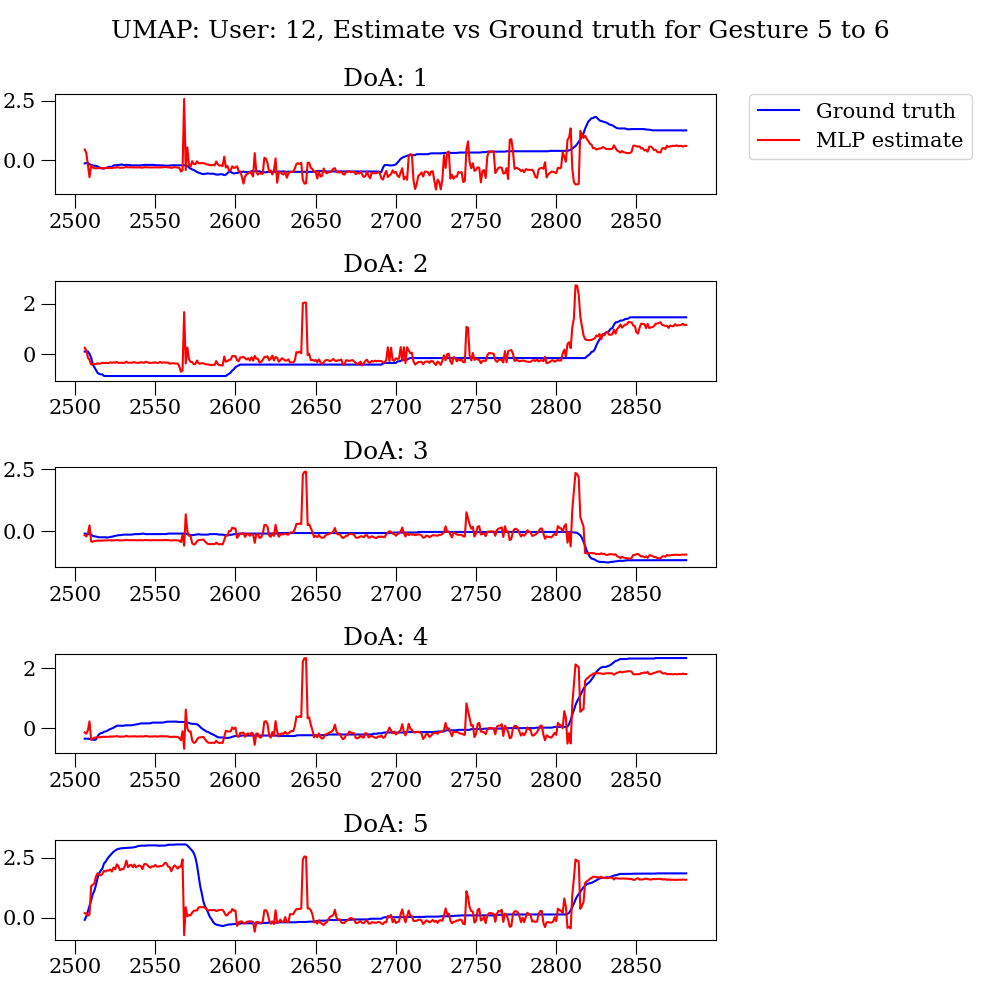 UMAP: User: 12, Estimate vs Ground truth for Gesture 5 to 6
DoA: 1
Ground truth
MLP estimate
2.5
0.0
2500 2550 2600 2650 2700 2750 2800 2850
DoA: 2
2
0
2500 2550 2600 2650 2700 2750 2800 2850
DoA: 3
2.5
0.0
2500 2550 2600 2650 2700 2750 2800 2850
DoA: 4
2
0
2500 2550 2600 2650 2700 2750 2800 2850
DoA: 5
2.5
0.0
2500 2550 2600 2650 2700 2750 2800 2850